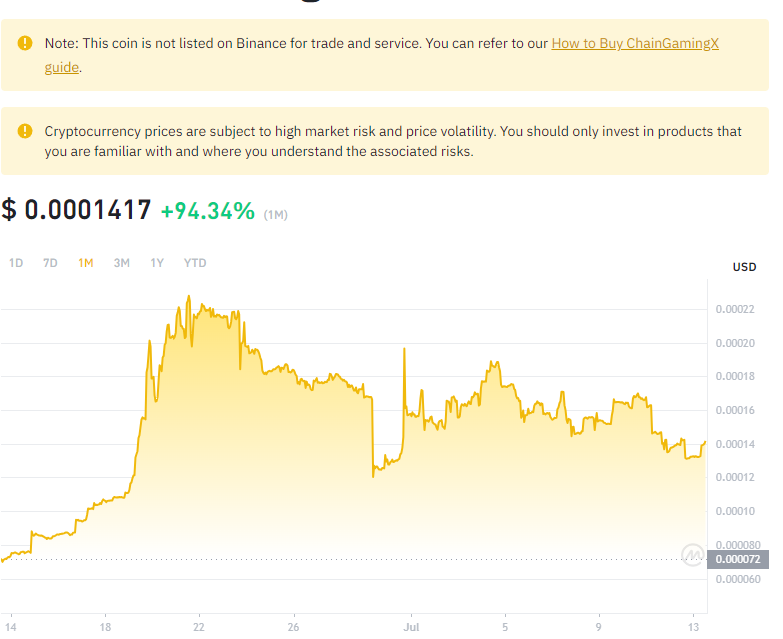 Note: This coin is not listed on Binance for trade and service. You can refer to our How to Buy ChainGamingX
guide.
Cryptocurrency prices are subject to high market risk and price volatility. You should only invest in products that
you are familiar with and where you understand the associated risks.
$ 0.0001417 +94.34% (1M)
1D 7D 1M 3M 1Y YTD
USD
0.00022
0.00020
0.00018
0.00016
0.00014
0.00012
0.00010
0.000080
0.000072
0.000060
14 18 22 26 Jul 5 9 13